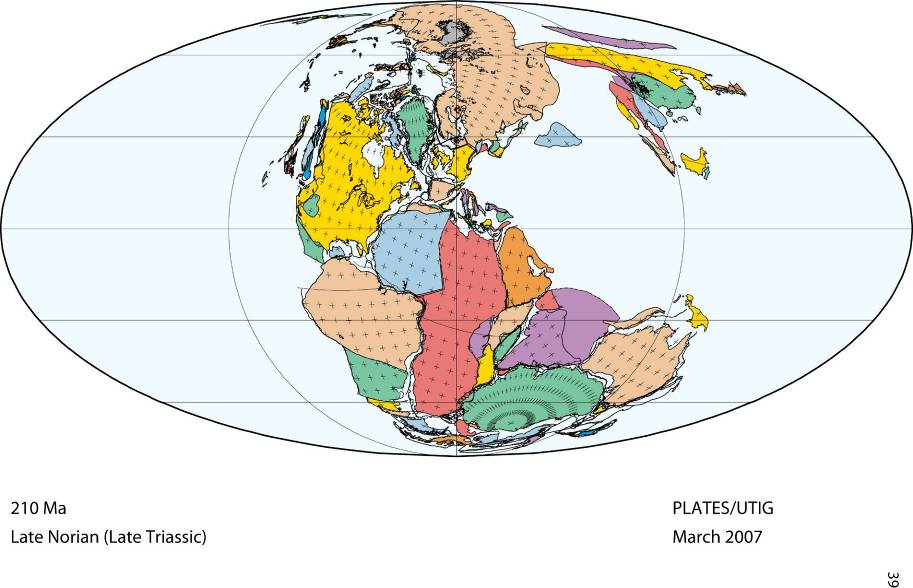 210 Ma
Late Norian (Late Triassic)
PLATES/UTIG
March 2007
39